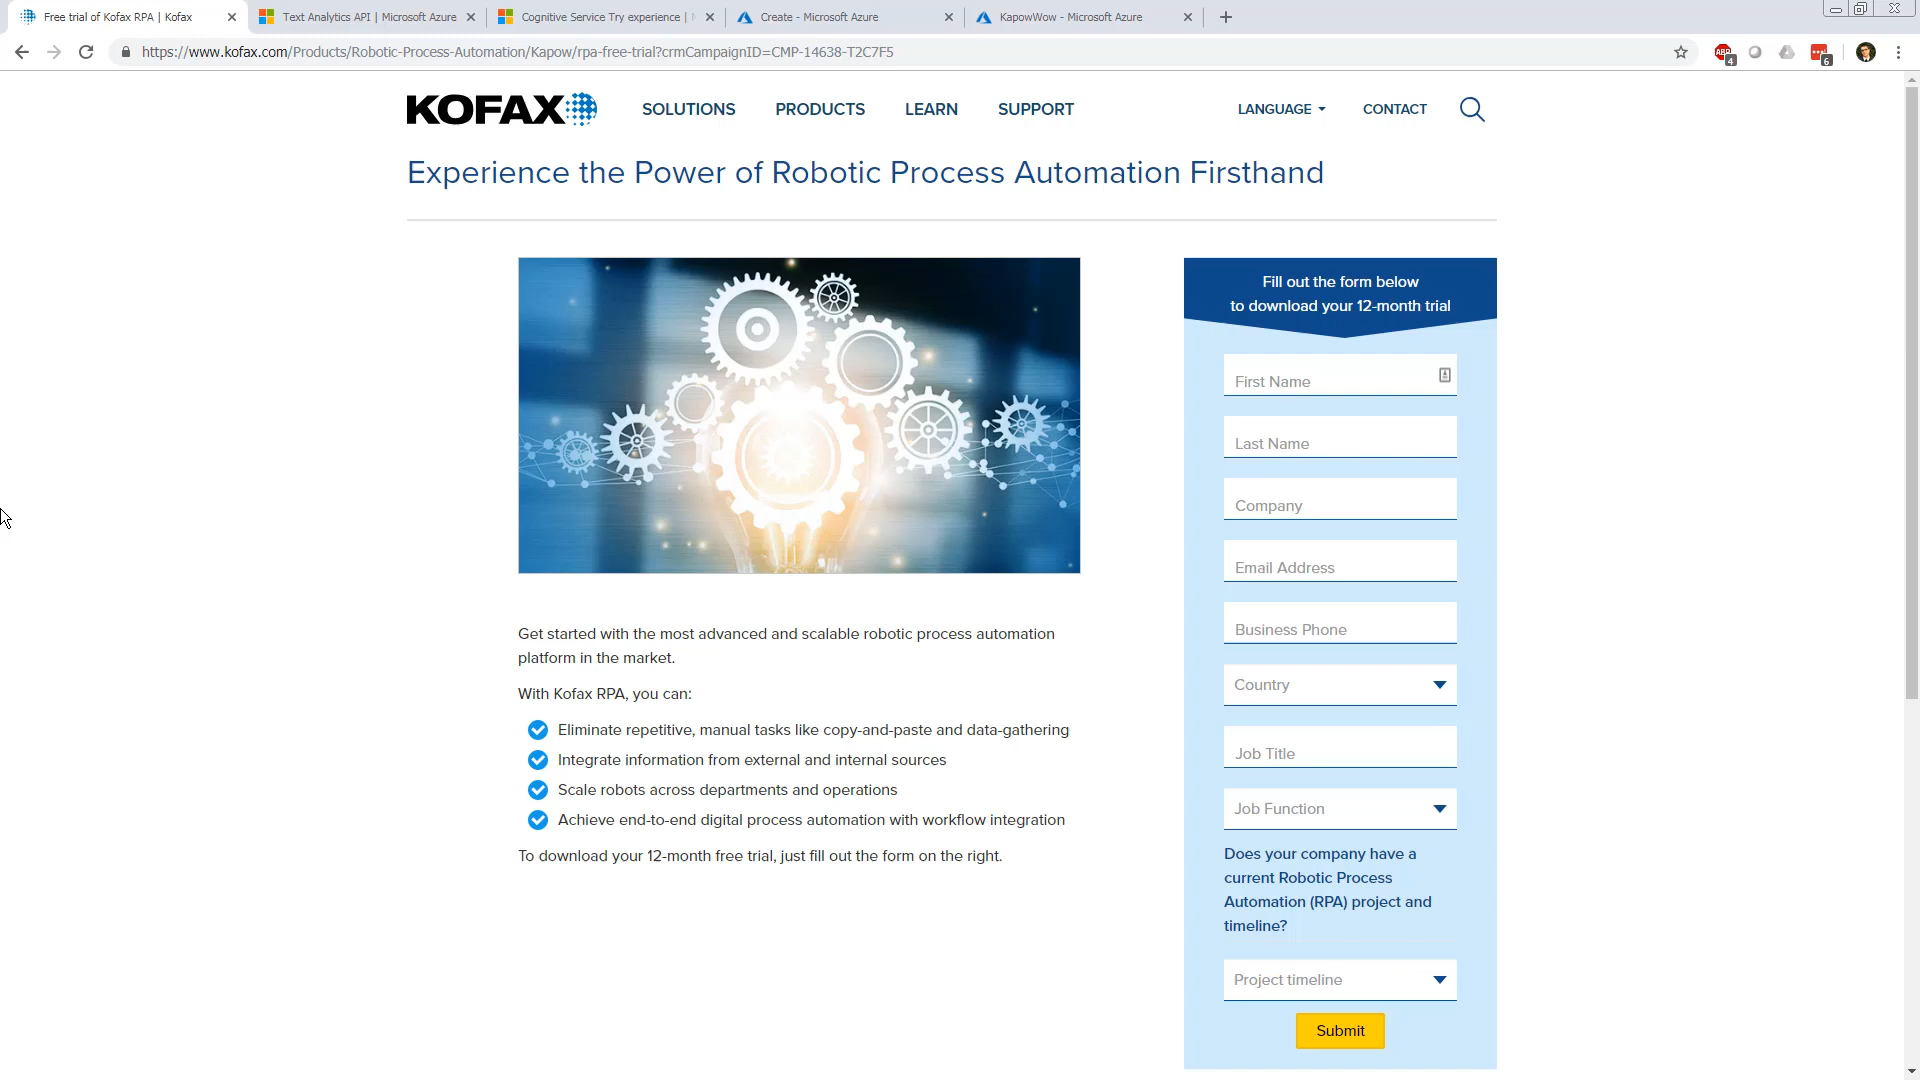 Free trial of Kofax RPA | Kofax
Text Analytics API | Microsoft Azure
Cognitive Service Try experience |
Create - Microsoft Azure
KapowWow - Microsoft Azure
https://www.kofax.com/Products/Robotic-Process-Automation/Kapow/rpa-free-trial?crmCampaignID=CMP-14638-T2C7F5
ABP
4
6
KOFAX
SOLUTIONS
PRODUCTS
LEARN
SUPPORT
LANGUAGE
CONTACT
Experience the Power of Robotic Process Automation Firsthand
Get started with the most advanced and scalable robotic process automation
platform in the market.
With Kofax RPA, you can:
Eliminate repetitive, manual tasks like copy-and-paste and data-gathering
Integrate information from external and internal sources
Scale robots across departments and operations
Achieve end-to-end digital process automation with workflow integration
To download your 12-month free trial, just fill out the form on the right.
Fill out the form below
to download your 12-month trial
First Name
Last Name
Company
Email Address
Business Phone
Country
Job Title
Job Function
Does your company have a
current Robotic Process
Automation (RPA) project and
timeline?
Project timeline
Submit